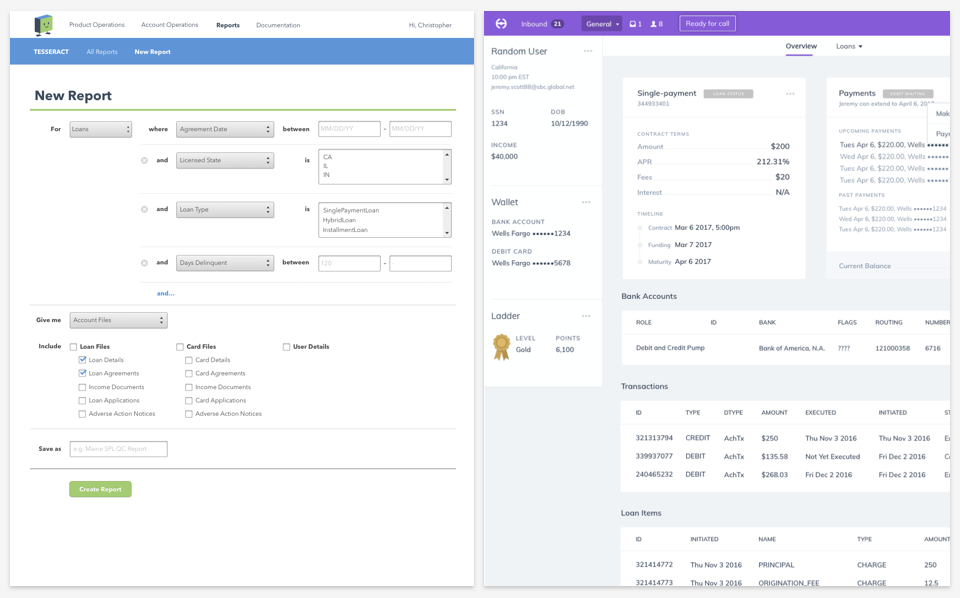 Product Operations Account Operations Reports Documentation Hi, Christopher
TESSERACT All Reports New Report
New Report
For Loans where Agreement Date between MM/DD/YY - MM/DD/YY
and Licensed State is CA
IL
IN
and Loan Type is SinglePaymentLoan
HybridLoan
InstallmentLoan
and Days Delinquent between 120 - -
and...
Give me Account Files
Include Loan Files Card Files User Details
Loan Details Card Details
Loan Agreements Card Agreements
Income Documents Income Documents
Loan Applications Card Applications
Adverse Action Notices Adverse Action Notices
Save as e.g. Maine SPL OC Report
Create Report
Inbound 21 General 1 8 Ready for call
Random User
California
10:00 pm EST
jeremy.scott88@sbc.global.net
SSN DOB
1234 10/12/1990
INCOME
$40,000
Wallet
BANK ACCOUNT
Wells Fargo ••••••1234
DEBIT CARD
Wells Fargo ••••••5678
Ladder
LEVEL POINTS
Gold 6,100
Overview Loans
Single-payment LOAN STATUS
344933401
CONTRACT TERMS
Amount $200
APR 212.31%
Fees $20
Interest N/A
TIMELINE
Contract Mar 6 2017, 5:00pm
Funding Mar 7 2017
Maturity Apr 6 2017
Payments DEBIT WAITING
Jeremy can extend to April 6, 201
Mak
Payr
UPCOMING PAYMENTS
Tues Apr 6, $220.00, Wells ••••••
Wed Apr 6, $220.00, Wells ••••••
Tues Apr 6, $220.00, Wells ••••••
Tues Apr 6, $220.00, Wells ••••••
PAST PAYMENTS
Tues Apr 6, $220.00, Wells ••••••1234
Wed Apr 6, $220.00, Wells ••••••1234
Tues Apr 6, $220.00, Wells ••••••1234
Current Balance
Bank Accounts
ROLE ID BANK FLAGS ROUTING NUMBER
Debit and Credit Pump Bank of America, N.A. ???? 121000358 6716
Transactions
ID TYPE DTYPE AMOUNT EXECUTED INITIATED ST
321313794 CREDIT AchTx $250 Thu Nov 3 2016 Thu Nov 3 2016
339937077 DEBIT AchTx $135.58 Not Yet Executed Fri Dec 2 2016
240465232 DEBIT AchTx $268.03 Fri Dec 2 2016 Fri Dec 2 2016
Loan Items
ID INITIATED NAME TYPE AMOUNT
321414772 Thu Nov 3 2016 PRINCIPAL CHARGE 250
321414773 Thu Nov 3 2016 ORIGINATION_FEE CHARGE 12.5